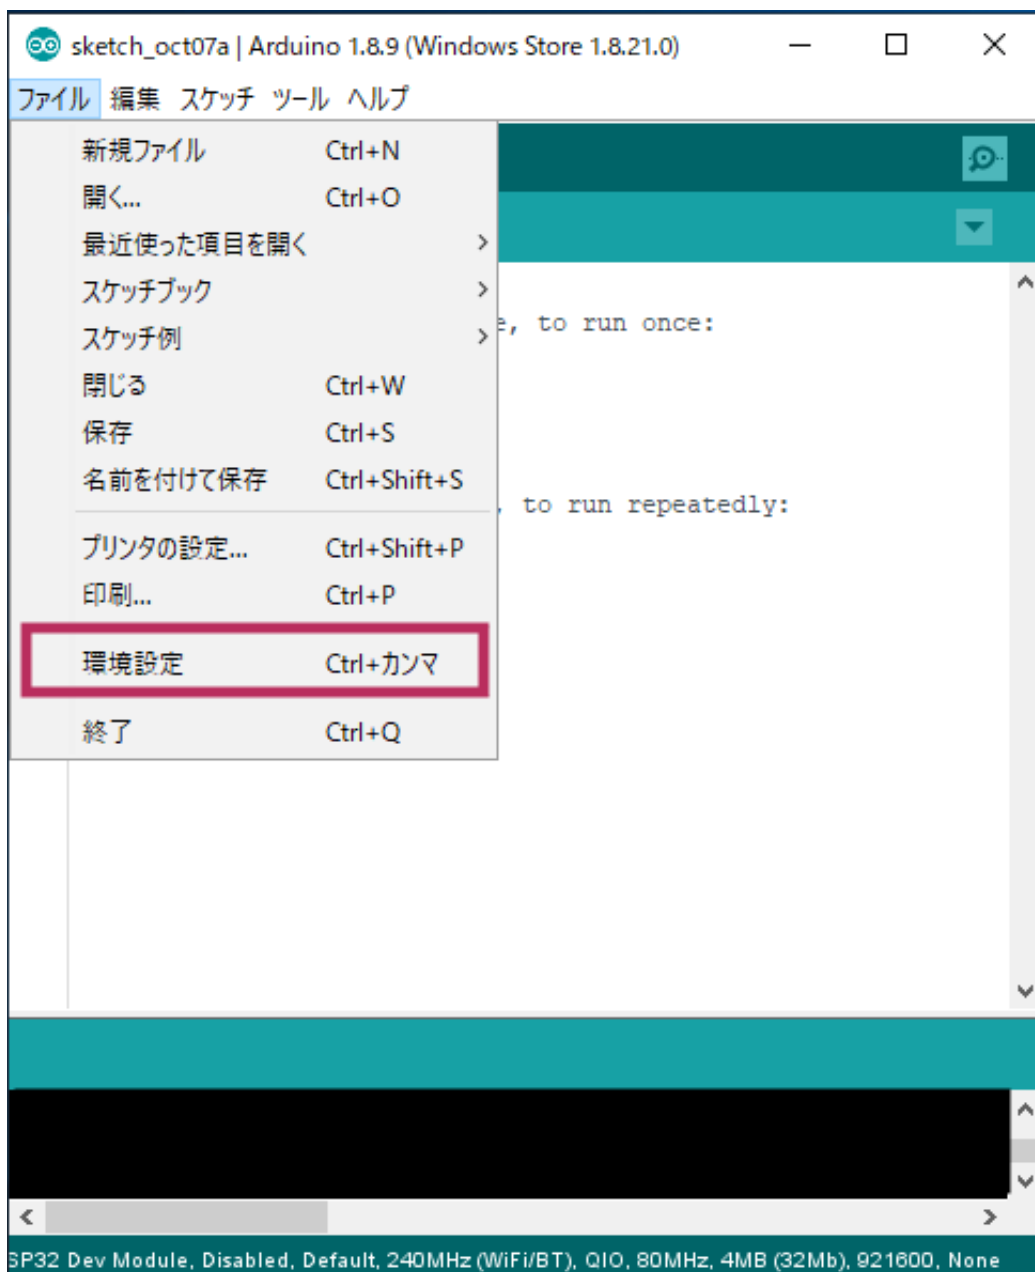 sketch_oct07a | Arduino 1.8.9 (Windows Store 1.8.21.0)
ファイル 編集 スケッチ ツール ヘルプ
新規ファイル Ctrl+N
開く... Ctrl+O
最近使った項目を開く
スケッチブック
スケッチ例
, to run once:
閉じる Ctrl+W
保存 Ctrl+S
名前を付けて保存 Ctrl+Shift+S
, to run repeatedly:
プリンタの設定... Ctrl+Shift+P
印刷... Ctrl+P
環境設定 Ctrl+カンマ
終了 Ctrl+Q
SP32 Dev Module, Disabled, Default, 240MHz (WiFi/BT), QIO, 80MHz, 4MB (32Mb), 921600, None